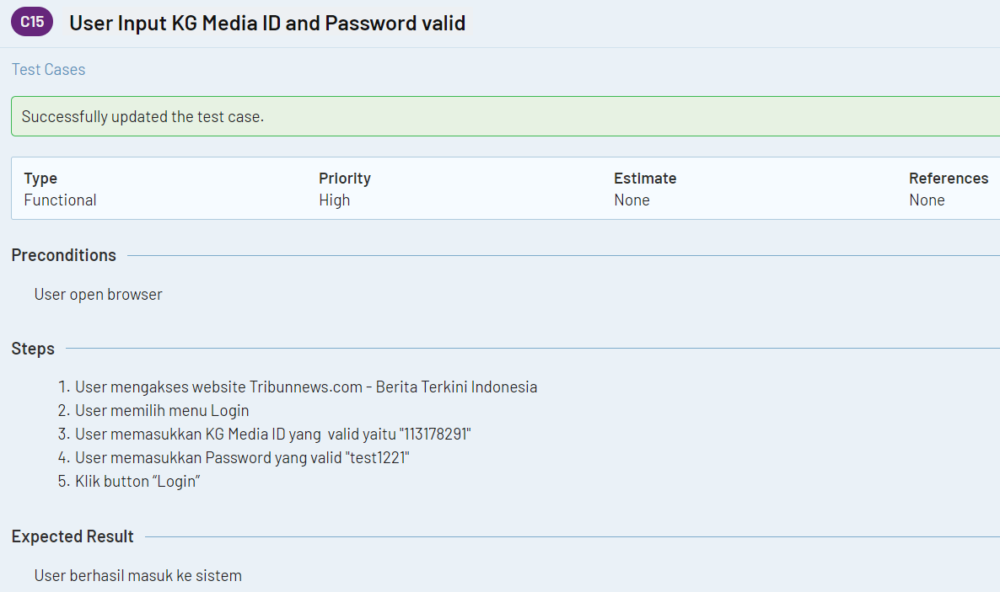 C15 User Input KG Media ID and Password valid
Test Cases
Successfully updated the test case.
Type Priority Estimate References
Functional High None None
Preconditions
User open browser
Steps
1. User mengakses website Tribunnews.com - Berita Terkini Indonesia
2. User memilih menu Login
3. User memasukkan KG Media ID yang  valid yaitu "113178291"
4. User memasukkan Password yang valid "test1221"
5. Klik button “Login”
Expected Result
User berhasil masuk ke sistem